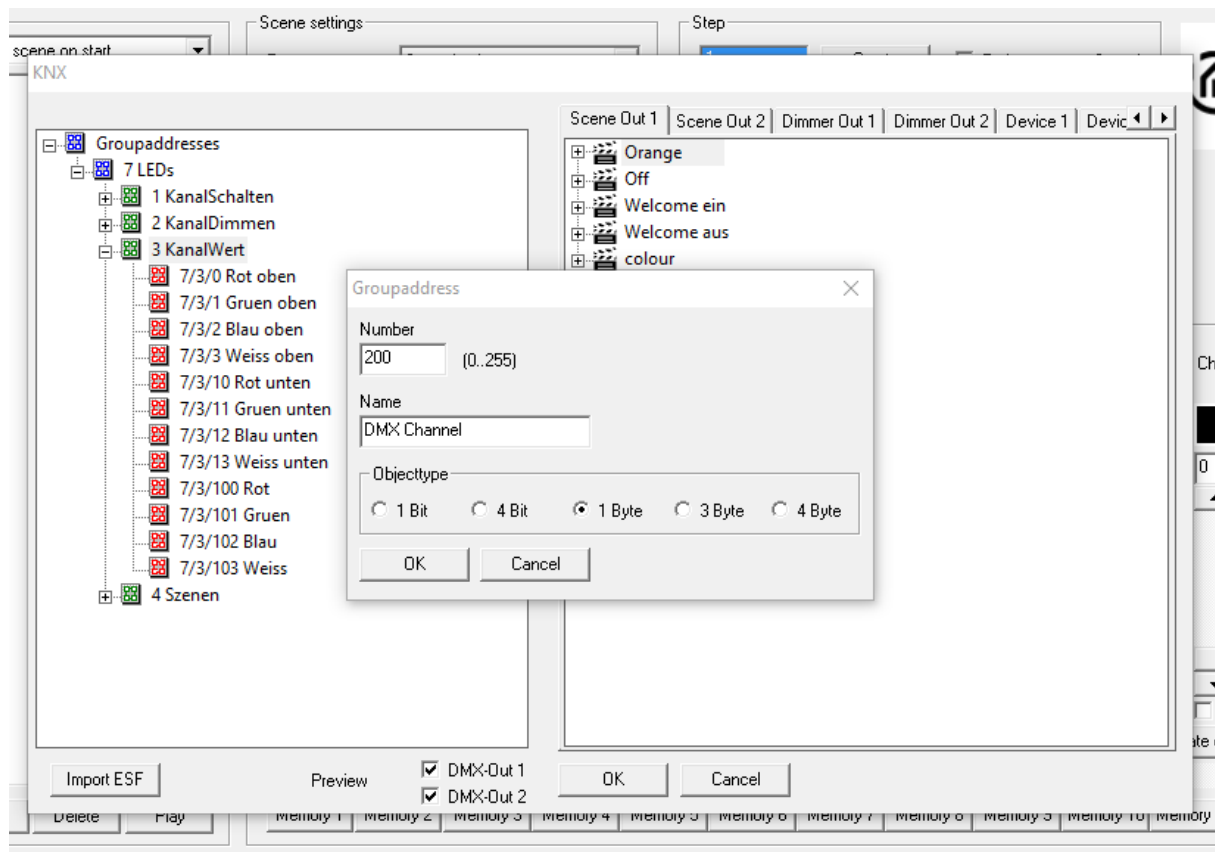 Scene settings
Step
scene on start
KNX
Groupaddresses
7 LEDs
1 KanalSchalten
2 KanalDimmen
3 KanalWert
7/3/0 Rot oben
7/3/1 Gruen oben
7/3/2 Blau oben
7/3/3 Weiss oben
7/3/10 Rot unten
7/3/11 Gruen unten
7/3/12 Blau unten
7/3/13 Weiss unten
7/3/100 Rot
7/3/101 Gruen
7/3/102 Blau
7/3/103 Weiss
4 Szenen
Scene Out 1 Scene Out 2 Dimmer Out 1 Dimmer Out 2 Device 1 Devic
Orange
Off
Welcome ein
Welcome aus
colour
Groupaddress
Number
200 (0..255)
Name
DMX Channel
Objecttype
1 Bit 4 Bit 1 Byte 3 Byte 4 Byte
OK Cancel
Import ESF Preview DMX-Out 1 OK Cancel
DMX-Out 2
Ch
0
ate
Delete Play Memory 1 Memory 2 Memory 3 Memory 4 Memory 5 Memory 6 Memory 7 Memory 8 Memory 9 Memory 10 Memory